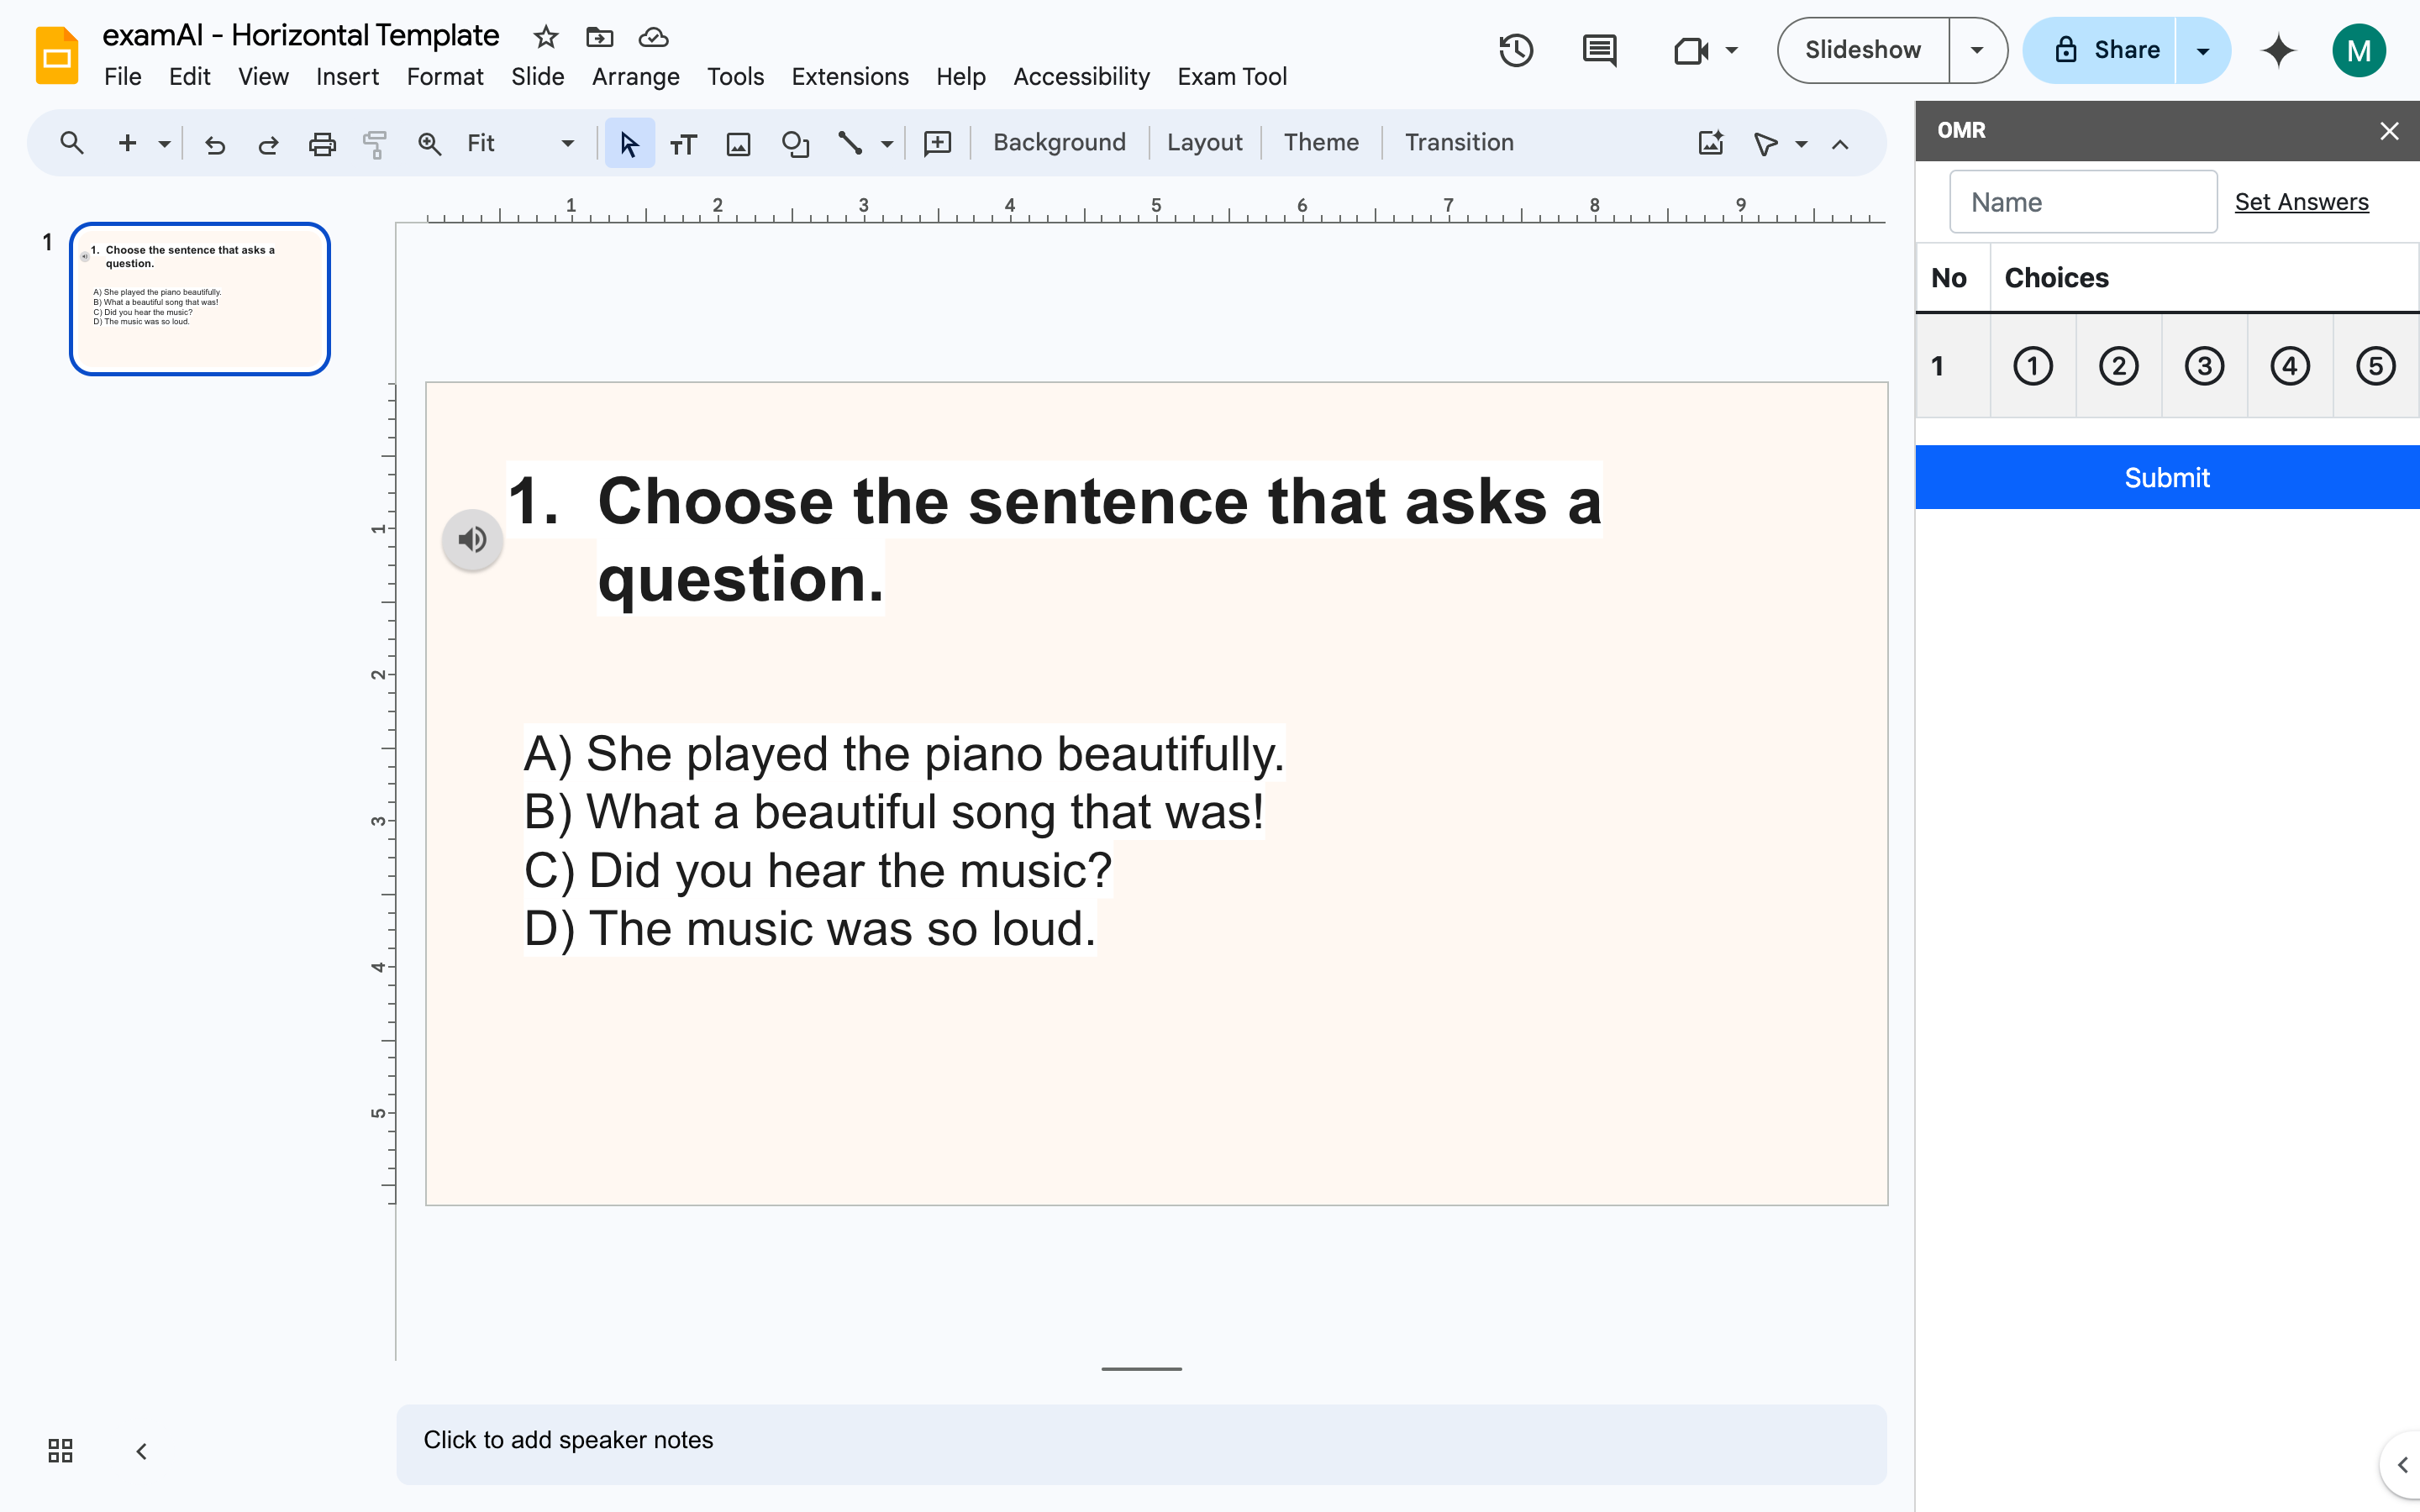 examAI - Horizontal Template
File Edit View Insert Format Slide Arrange Tools Extensions Help Accessibility Exam Tool
Slideshow
Share
M
Fit
Background
Layout
Theme
Transition
OMR
Name
Set Answers
No Choices
1 1 2 3 4 5
Submit
1
1. Choose the sentence that asks a
question.
A) She played the piano beautifully.
B) What a beautiful song that was!
C) Did you hear the music?
D) The music was so loud.
1 2 3 4 5 6 7 8 9
1
2
3
4
5
1. Choose the sentence that asks a
question.
A) She played the piano beautifully.
B) What a beautiful song that was!
C) Did you hear the music?
D) The music was so loud.
Click to add speaker notes